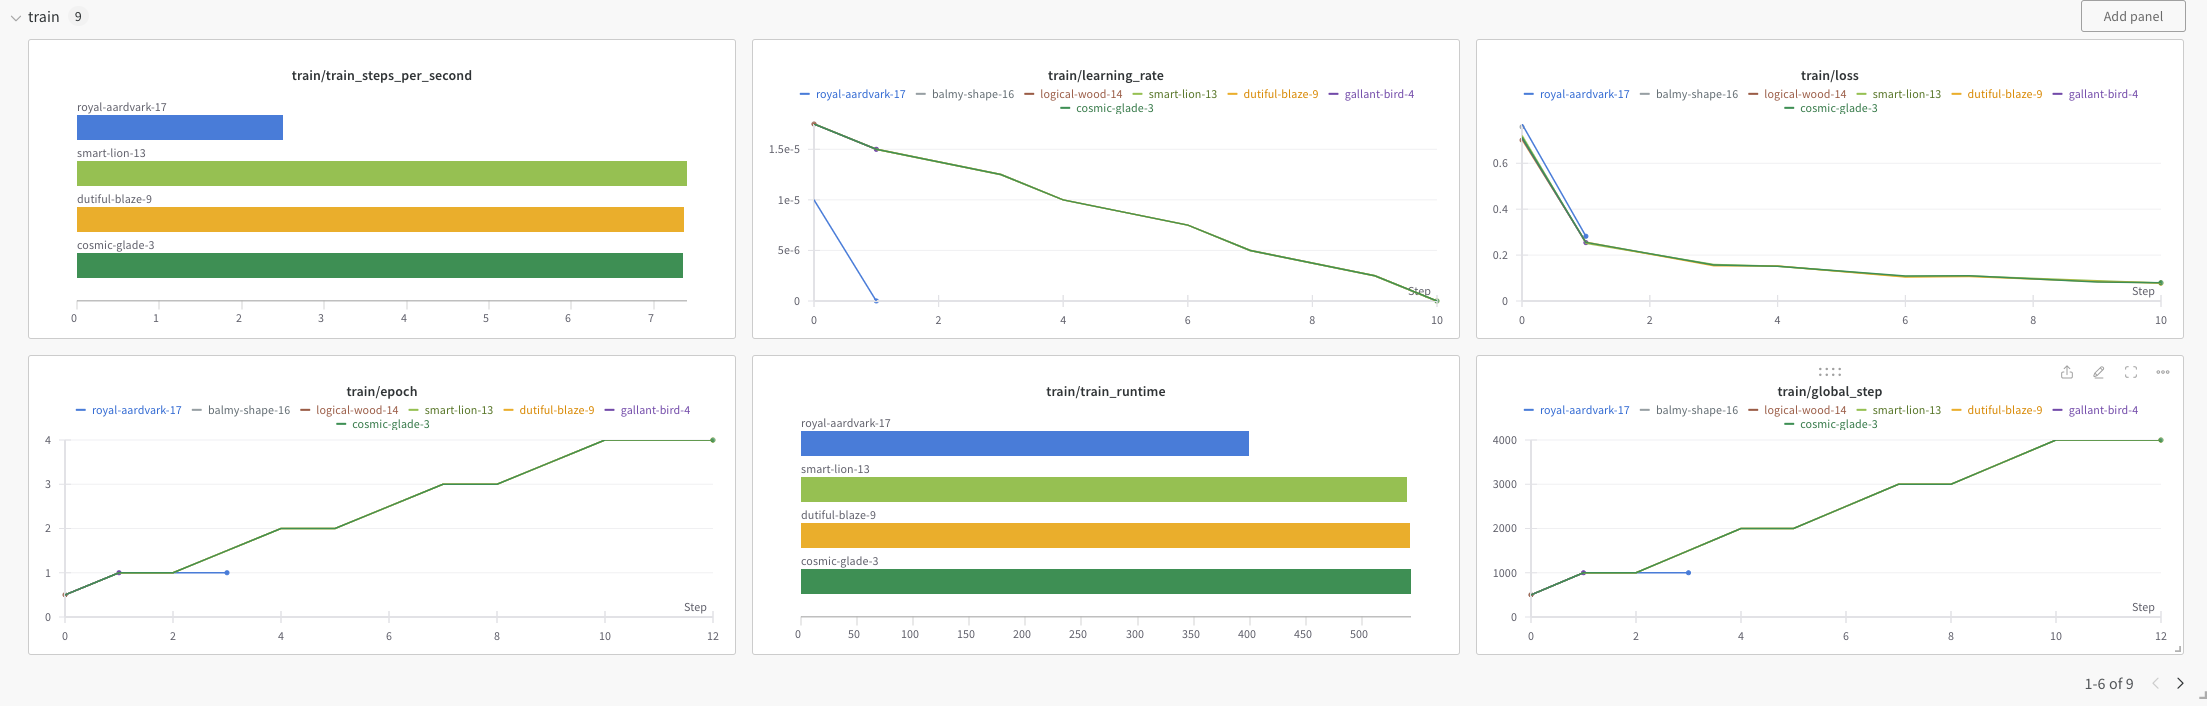 train 9
Add panel
train/train_steps_per_second
royal-aardvark-17
smart-lion-13
dutiful-blaze-9
cosmic-glade-3
0 1 2 3 4 5 6 7
train/learning_rate
royal-aardvark-17 balmy-shape-16 logical-wood-14 smart-lion-13 dutiful-blaze-9 gallant-bird-4
cosmic-glade-3
1.5e-5
1e-5
5e-6
0
Step
0 2 4 6 8 10
train/loss
royal-aardvark-17 balmy-shape-16 logical-wood-14 smart-lion-13 dutiful-blaze-9 gallant-bird-4
cosmic-glade-3
0.6
0.4
0.2
0
Step
0 2 4 6 8 10
train/epoch
royal-aardvark-17 balmy-shape-16 logical-wood-14 smart-lion-13 dutiful-blaze-9 gallant-bird-4
cosmic-glade-3
4
3
2
1
0
Step
0 2 4 6 8 10 12
train/train_runtime
royal-aardvark-17
smart-lion-13
dutiful-blaze-9
cosmic-glade-3
0 50 100 150 200 250 300 350 400 450 500
train/global_step
royal-aardvark-17 balmy-shape-16 logical-wood-14 smart-lion-13 dutiful-blaze-9 gallant-bird-4
cosmic-glade-3
4000
3000
2000
1000
0
Step
0 2 4 6 8 10 12
1-6 of 9